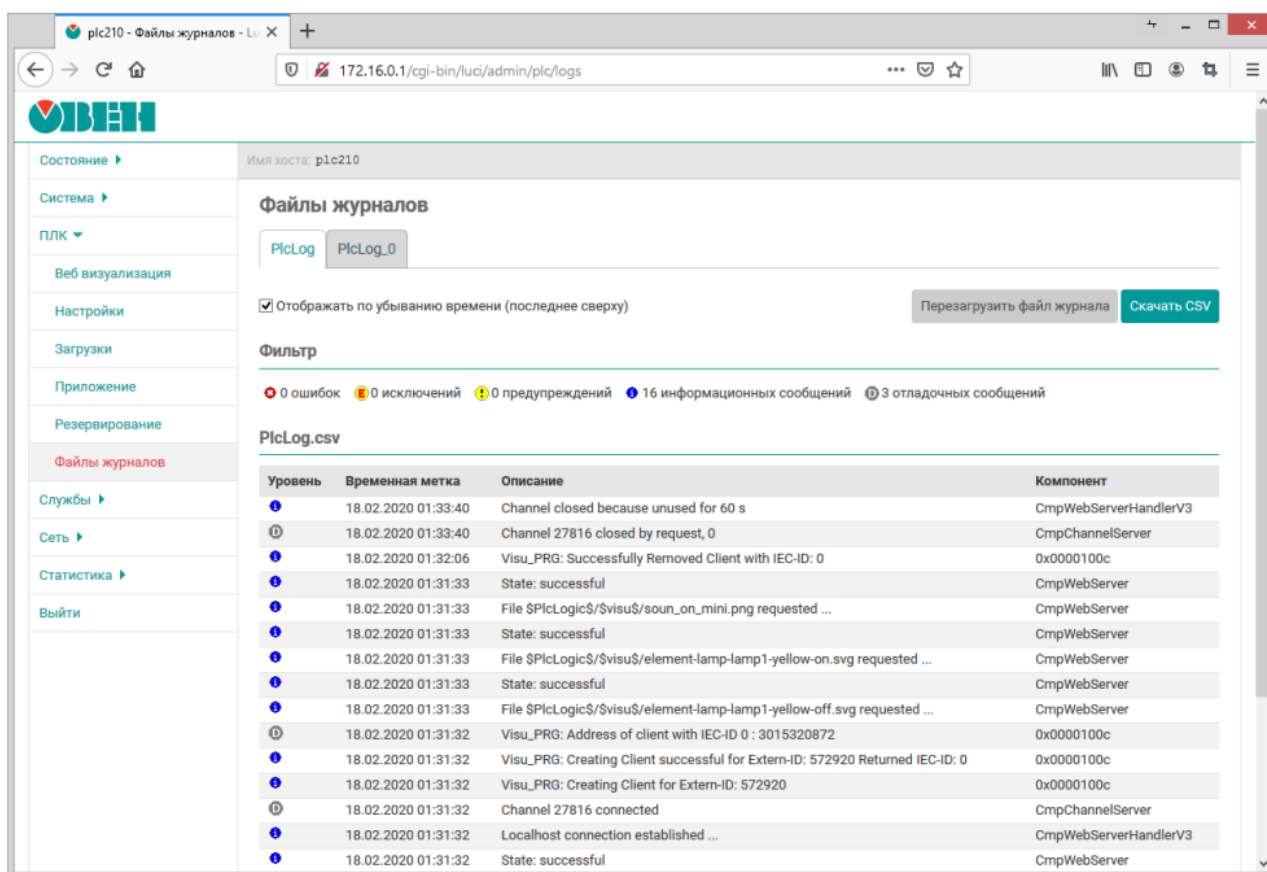 plc210 - Файлы журналов - Lu
172.16.0.1/cgi-bin/luci/admin/plc/logs
ОВЕН
Имя хоста: plc210
Состояние
Система
ПЛК
Веб визуализация
Настройки
Загрузки
Приложение
Резервирование
Файлы журналов
Службы
Сеть
Статистика
Выйти
Файлы журналов
PlcLog PlcLog_0
Отображать по убыванию времени (последнее сверху) Перезагрузить файл журнала Скачать CSV
Фильтр
0 ошибок E 0 исключений ! 0 предупреждений i 16 информационных сообщений D 3 отладочных сообщений
PlcLog.csv
Уровень Временная метка Описание Компонент
i 18.02.2020 01:33:40 Channel closed because unused for 60 s CmpWebServerHandlerV3
D 18.02.2020 01:33:40 Channel 27816 closed by request, 0 CmpChannelServer
i 18.02.2020 01:32:06 Visu_PRG: Successfully Removed Client with IEC-ID: 0 0x0000100c
i 18.02.2020 01:31:33 State: successful CmpWebServer
i 18.02.2020 01:31:33 File $PlcLogic$/$visu$/soun_on_mini.png requested ... CmpWebServer
i 18.02.2020 01:31:33 State: successful CmpWebServer
i 18.02.2020 01:31:33 File $PlcLogic$/$visu$/element-lamp-lamp1-yellow-on.svg requested ... CmpWebServer
i 18.02.2020 01:31:33 State: successful CmpWebServer
i 18.02.2020 01:31:33 File $PlcLogic$/$visu$/element-lamp-lamp1-yellow-off.svg requested ... CmpWebServer
D 18.02.2020 01:31:32 Visu_PRG: Address of client with IEC-ID 0 : 3015320872 0x0000100c
i 18.02.2020 01:31:32 Visu_PRG: Creating Client successful for Extern-ID: 572920 Returned IEC-ID: 0 0x0000100c
i 18.02.2020 01:31:32 Visu_PRG: Creating Client for Extern-ID: 572920 0x0000100c
D 18.02.2020 01:31:32 Channel 27816 connected CmpChannelServer
i 18.02.2020 01:31:32 Localhost connection established ... CmpWebServerHandlerV3
i 18.02.2020 01:31:32 State: successful CmpWebServer